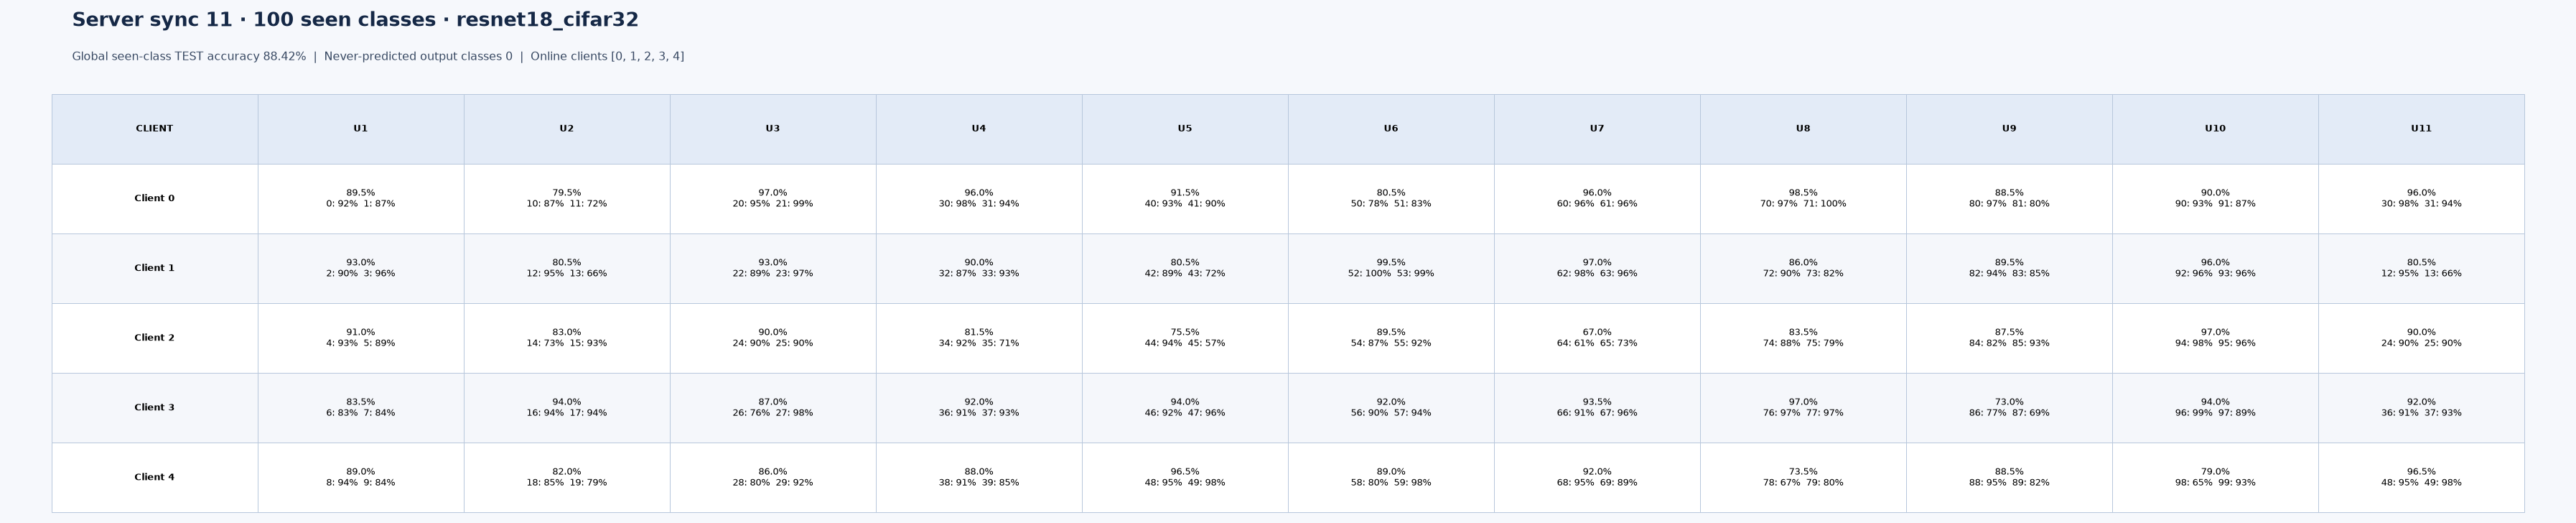 Server sync 11 · 100 seen classes · resnet18_cifar32
Global seen-class TEST accuracy 88.42% | Never-predicted output classes 0 | Online clients [0, 1, 2, 3, 4]
CLIENT U1 U2 U3 U4 U5 U6 U7 U8 U9 U10 U11
89.5% 79.5% 97.0% 96.0% 91.5% 80.5% 96.0% 98.5% 88.5% 90.0% 96.0%
Client 0
0: 92% 1: 87% 10: 87% 11: 72% 20: 95% 21: 99% 30: 98% 31: 94% 40: 93% 41: 90% 50: 78% 51: 83% 60: 96% 61: 96% 70: 97% 71: 100% 80: 97% 81: 80% 90: 93% 91: 87% 30: 98% 31: 94%
93.0% 80.5% 93.0% 90.0% 80.5% 99.5% 97.0% 86.0% 89.5% 96.0% 80.5%
Client 1
2: 90% 3: 96% 12: 95% 13: 66% 22: 89% 23: 97% 32: 87% 33: 93% 42: 89% 43: 72% 52: 100% 53: 99% 62: 98% 63: 96% 72: 90% 73: 82% 82: 94% 83: 85% 92: 96% 93: 96% 12: 95% 13: 66%
91.0% 83.0% 90.0% 81.5% 75.5% 89.5% 67.0% 83.5% 87.5% 97.0% 90.0%
Client 2
4: 93% 5: 89% 14: 73% 15: 93% 24: 90% 25: 90% 34: 92% 35: 71% 44: 94% 45: 57% 54: 87% 55: 92% 64: 61% 65: 73% 74: 88% 75: 79% 84: 82% 85: 93% 94: 98% 95: 96% 24: 90% 25: 90%
83.5% 94.0% 87.0% 92.0% 94.0% 92.0% 93.5% 97.0% 73.0% 94.0% 92.0%
Client 3
6: 83% 7: 84% 16: 94% 17: 94% 26: 76% 27: 98% 36: 91% 37: 93% 46: 92% 47: 96% 56: 90% 57: 94% 66: 91% 67: 96% 76: 97% 77: 97% 86: 77% 87: 69% 96: 99% 97: 89% 36: 91% 37: 93%
89.0% 82.0% 86.0% 88.0% 96.5% 89.0% 92.0% 73.5% 88.5% 79.0% 96.5%
Client 4
8: 94% 9: 84% 18: 85% 19: 79% 28: 80% 29: 92% 38: 91% 39: 85% 48: 95% 49: 98% 58: 80% 59: 98% 68: 95% 69: 89% 78: 67% 79: 80% 88: 95% 89: 82% 98: 65% 99: 93% 48: 95% 49: 98%